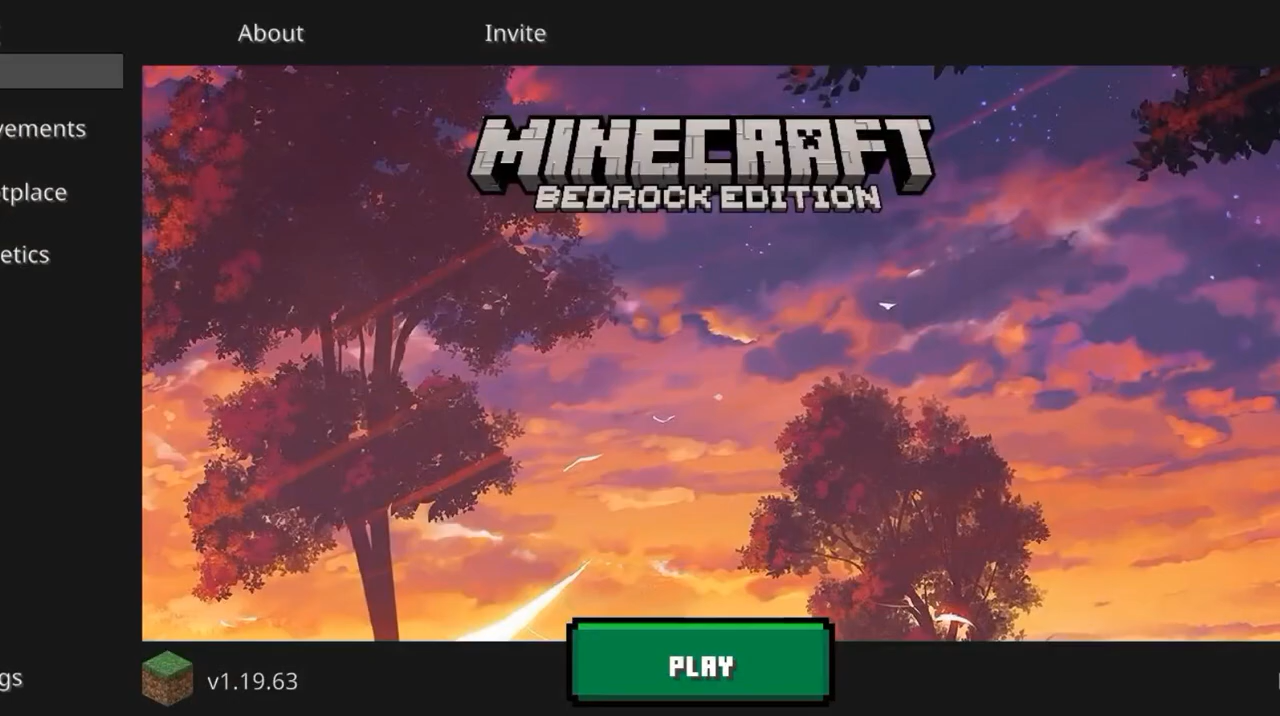 About
Invite
vements
tplace
etics
MINECRAFT
BEDROCK EDITION
gs
v1.19.63
PLAY